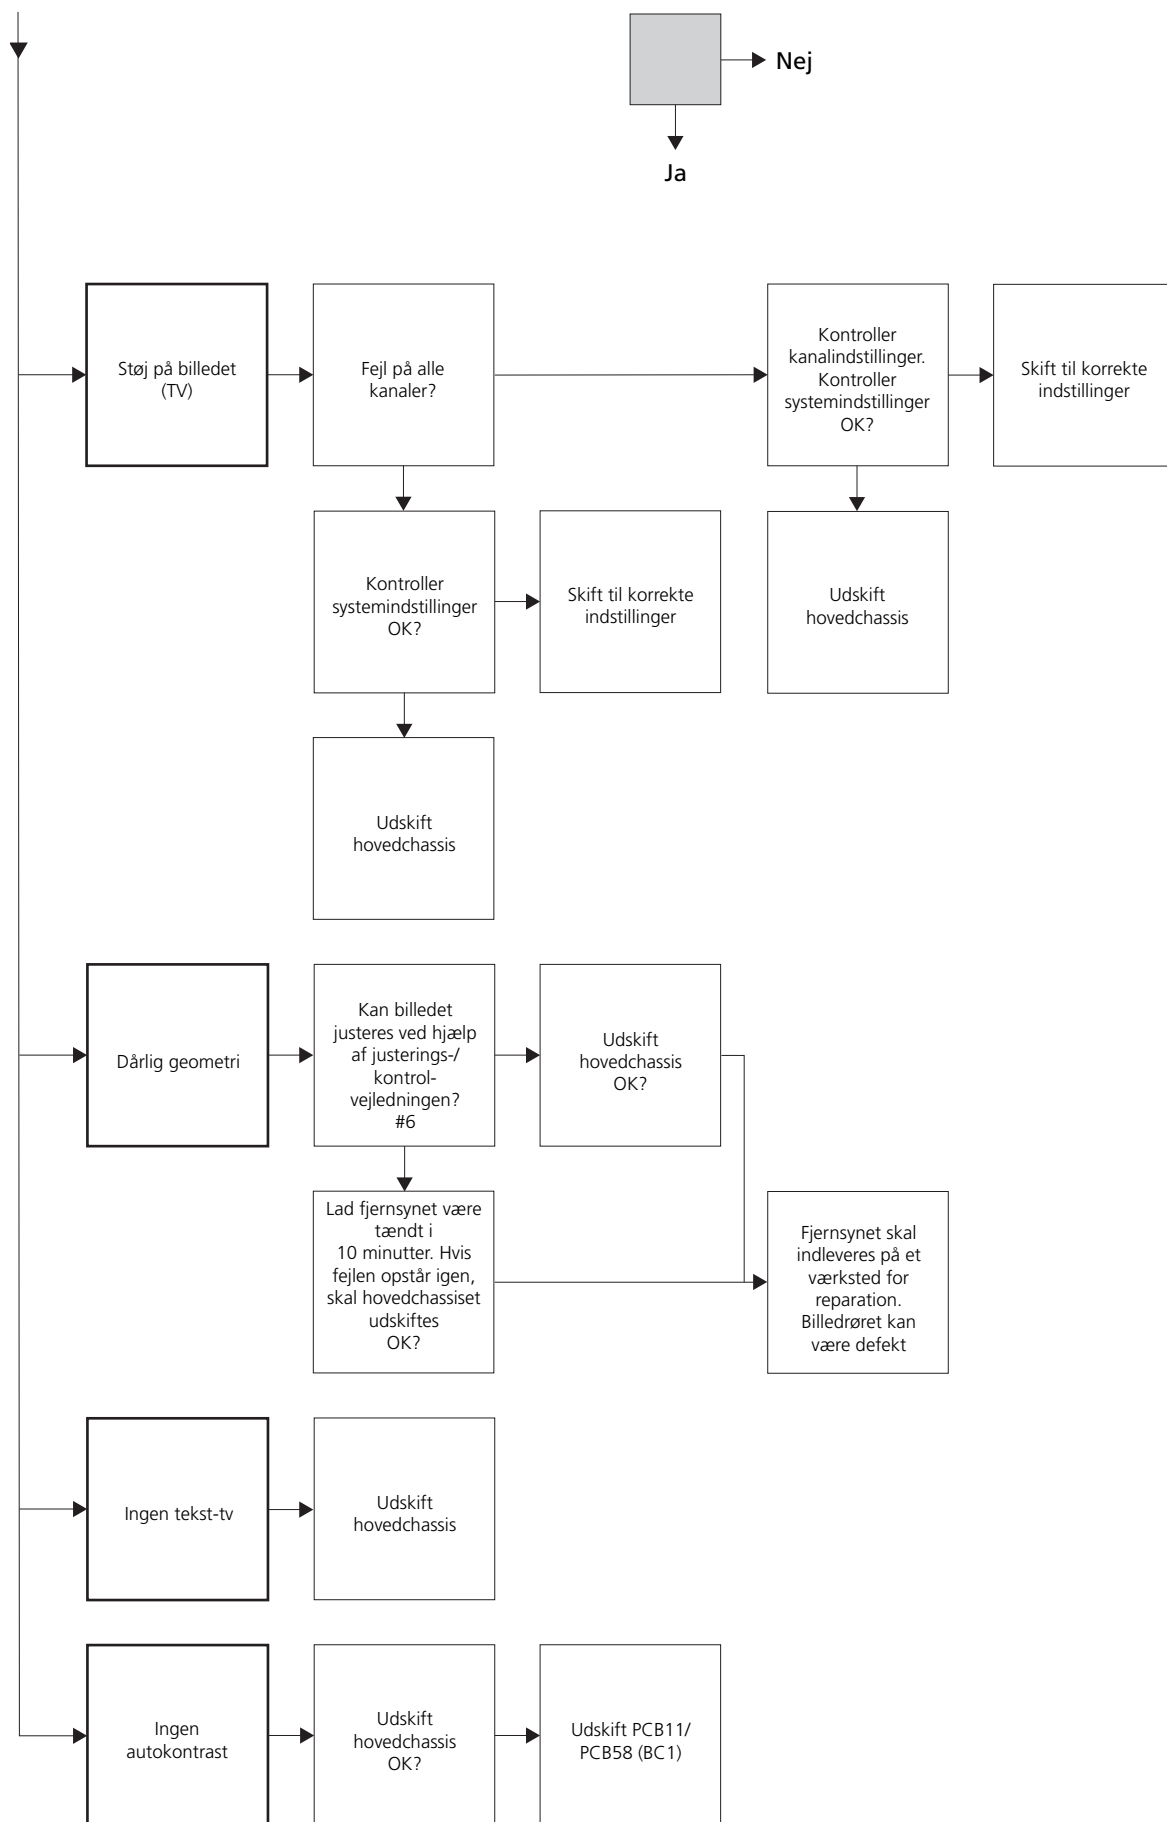 Nej
Ja
Støj på billedet
(TV)
Fejl på alle
kanaler?
Kontroller
kanalindstillinger.
Kontroller
systemindstillinger
OK?
Skift til korrekte
indstillinger
Kontroller
systemindstillinger
OK?
Skift til korrekte
indstillinger
Udskift
hovedchassis
Udskift
hovedchassis
Dårlig geometri
Kan billedet
justeres ved hjælp
af justerings-/
kontrol-
vejledningen?
#6
Udskift
hovedchassis
OK?
Lad fjernsynet være
tændt i
10 minutter. Hvis
fejlen opstår igen,
skal hovedchassiset
udskiftes
OK?
Fjernsynet skal
indleveres på et
værksted for
reparation.
Billedrøret kan
være defekt
Ingen tekst-tv
Udskift
hovedchassis
Ingen
autokontrast
Udskift
hovedchassis
OK?
Udskift PCB11/
PCB58 (BC1)